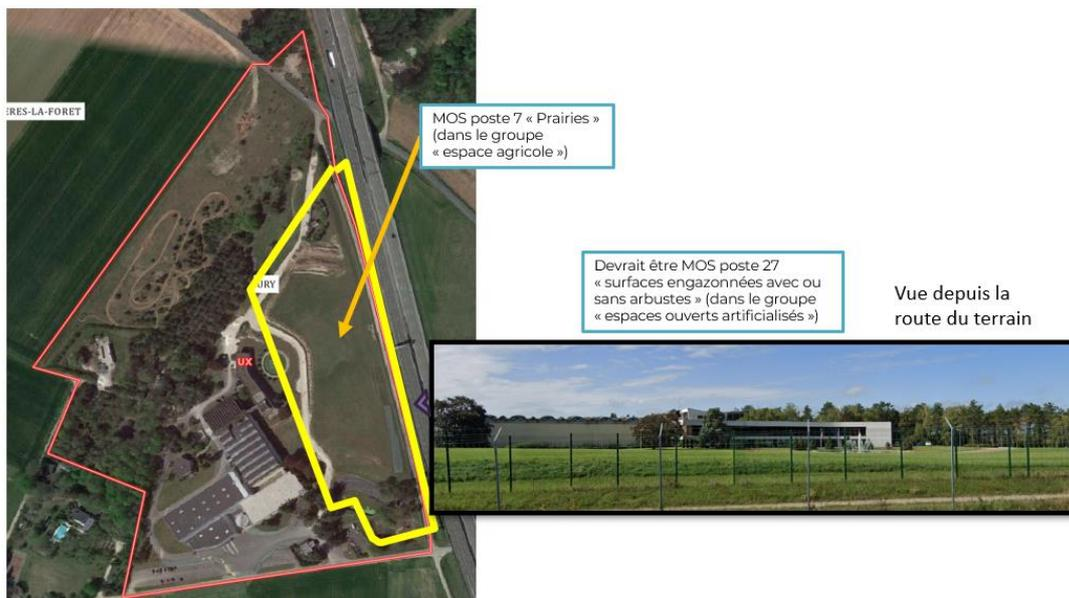 ERES-LA-FORET
MOS poste 7 « Prairies »
(dans le groupe
« espace agricole »)
URY
UX
Devrait être MOS poste 27
« surfaces engazonnées avec ou
sans arbustes » (dans le groupe
« espaces ouverts artificialisés »)
Vue depuis la
route du terrain